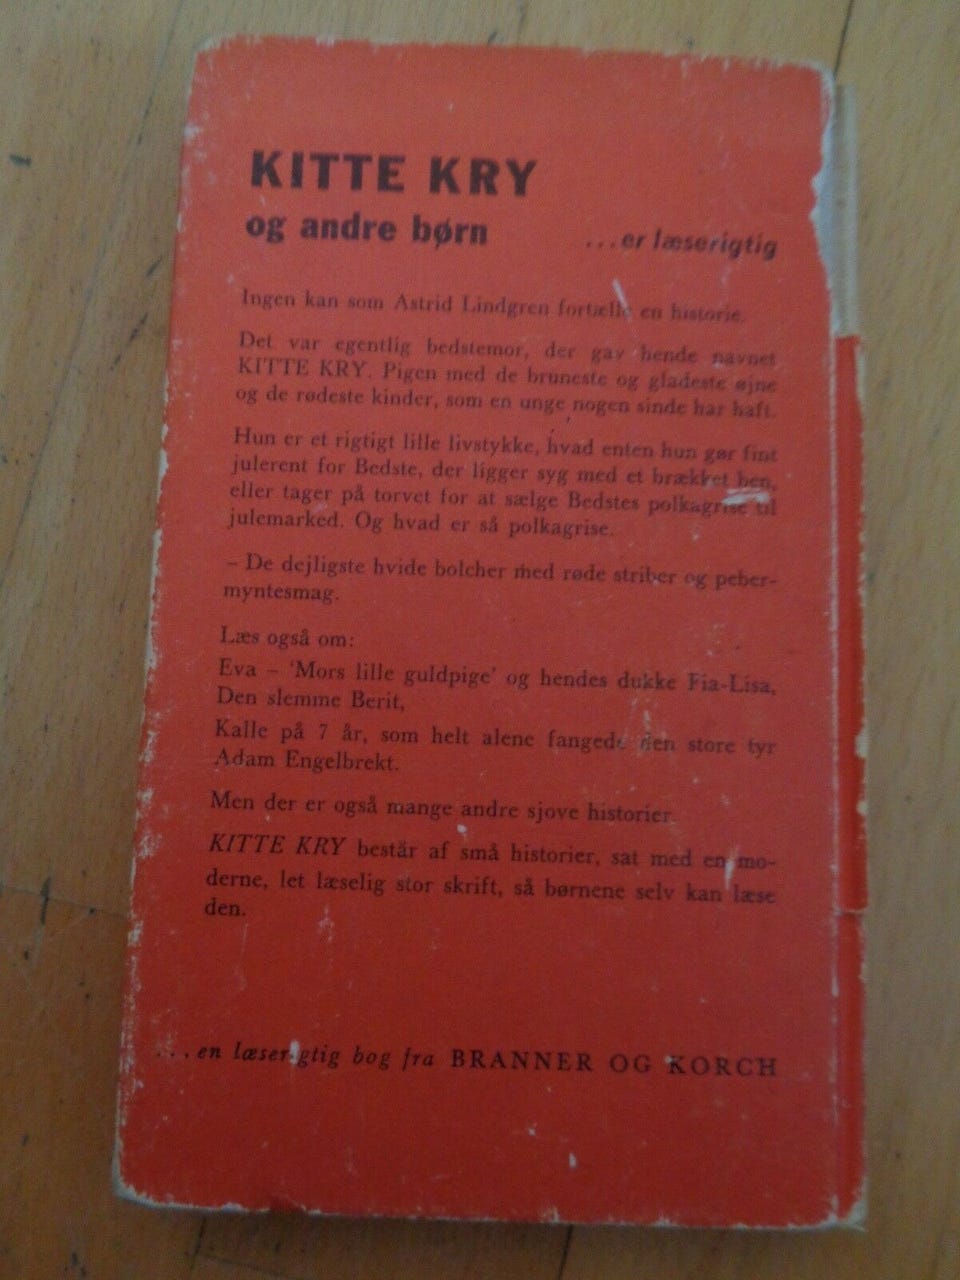 KITTE KRY
og andre børn
...er læserigtig
Ingen kan som Astrid Lindgren fortælle en historie.
Det var egentlig bedstemor, der gav hende navnet
KITTE KRY. Pigen med de bruneste og gladeste øjne
og de rødeste kinder, som en unge nogen sinde har haft.
Hun er et rigtigt lille livstykke, hvad enten hun gør fint
julerent for Bedste, der ligger syg med et brækket ben,
eller tager på torvet for at sælge Bedstes polkagrise til
julemarked. Og hvad er så polkagrise.
– De dejligste hvide bolcher med røde striber og peber-
myntesmag.
Læs også om:
Eva – 'Mors lille guldpige' og hendes dukke Fia-Lisa,
Den slemme Berit,
Kalle på 7 år, som helt alene fangede den store tyr
Adam Engelbrekt.
Men der er også mange andre sjove historier.
KITTE KRY består af små historier, sat med en mo-
derne, let læselig stor skrift, så børnene selv kan læse
den.
...en læserigtig bog fra BRANNER OG KORCH